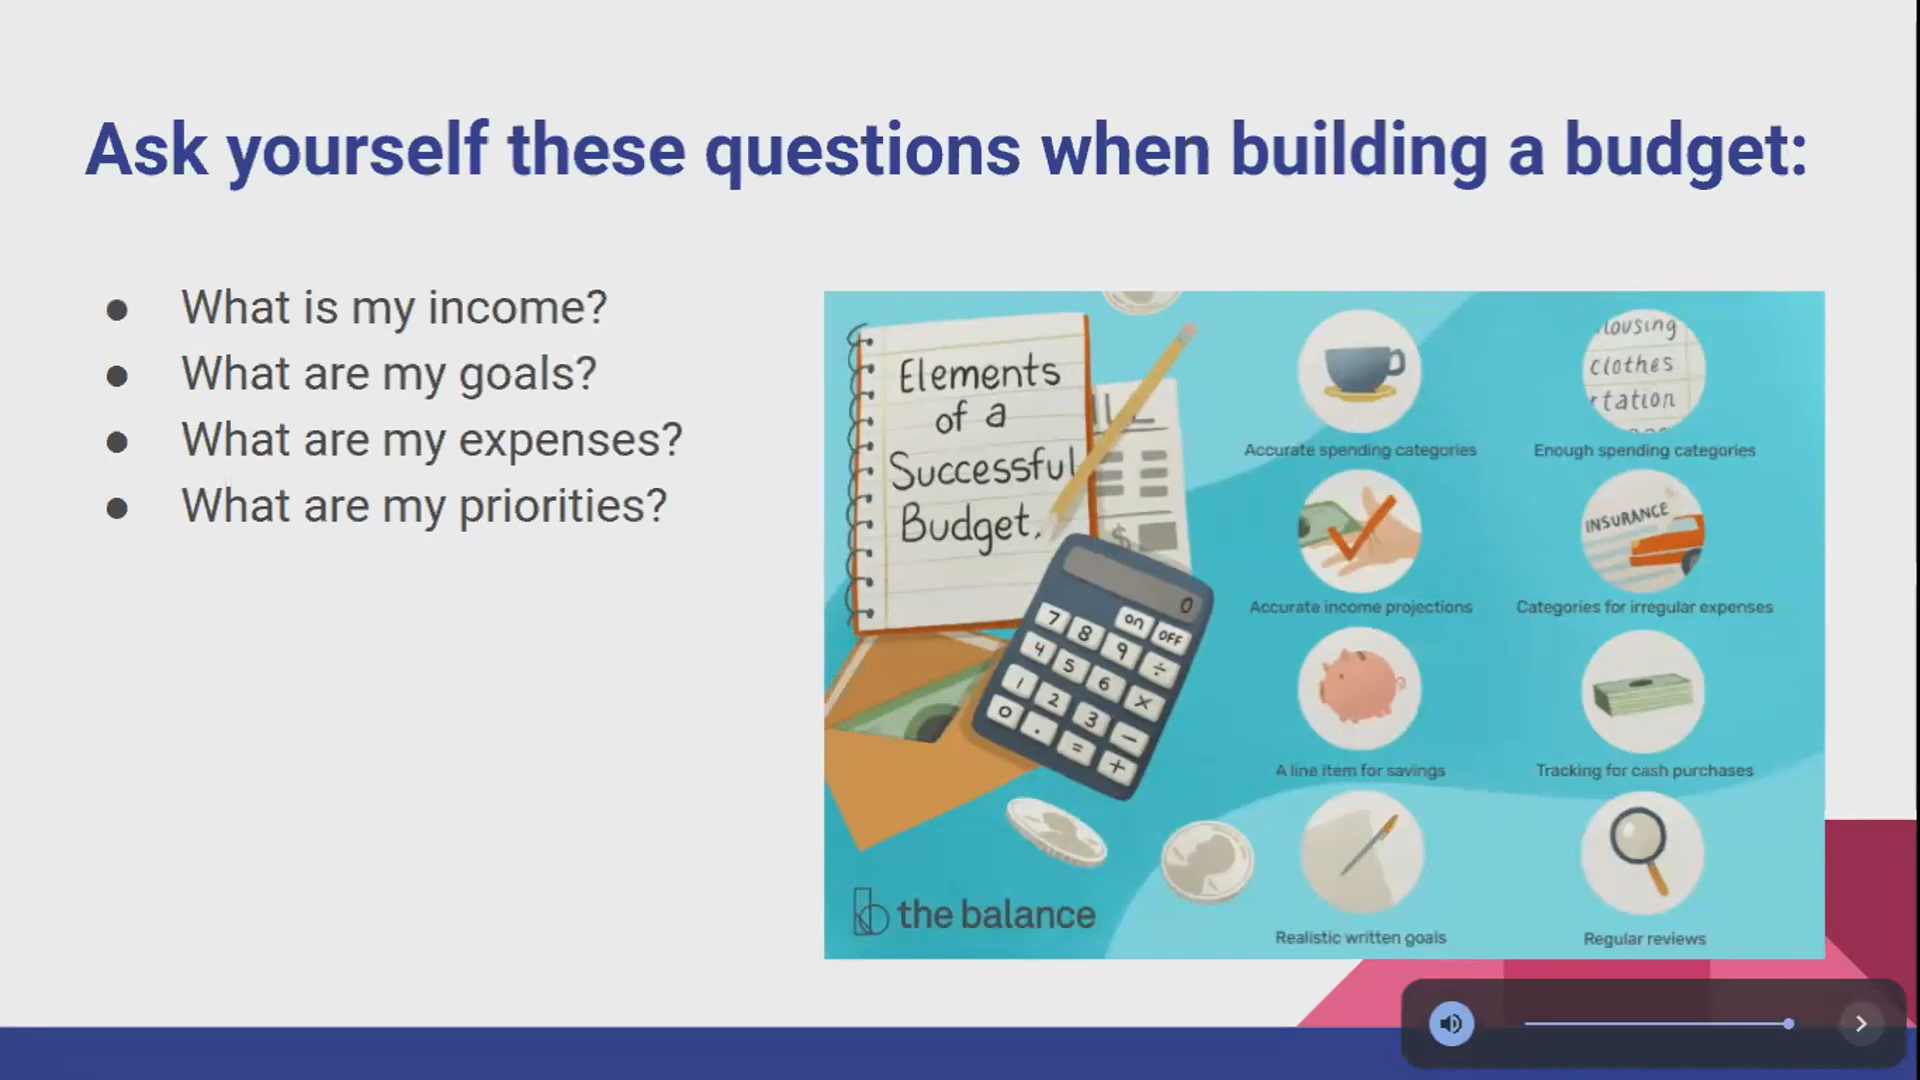 Ask yourself these questions when building a budget:
● What is my income?
● What are my goals?
● What are my expenses?
● What are my priorities?
Elements
of a
Successful
Budget.
$
0
on OFF
7 8 9 ÷
4 5 6 X
1 2 3 −
0 . = +
the balance
clothes
Accurate spending categories
Enough spending categories
INSURANCE
Accurate income projections
Categories for irregular expenses
A line item for savings
Tracking for cash purchases
Realistic written goals
Regular reviews